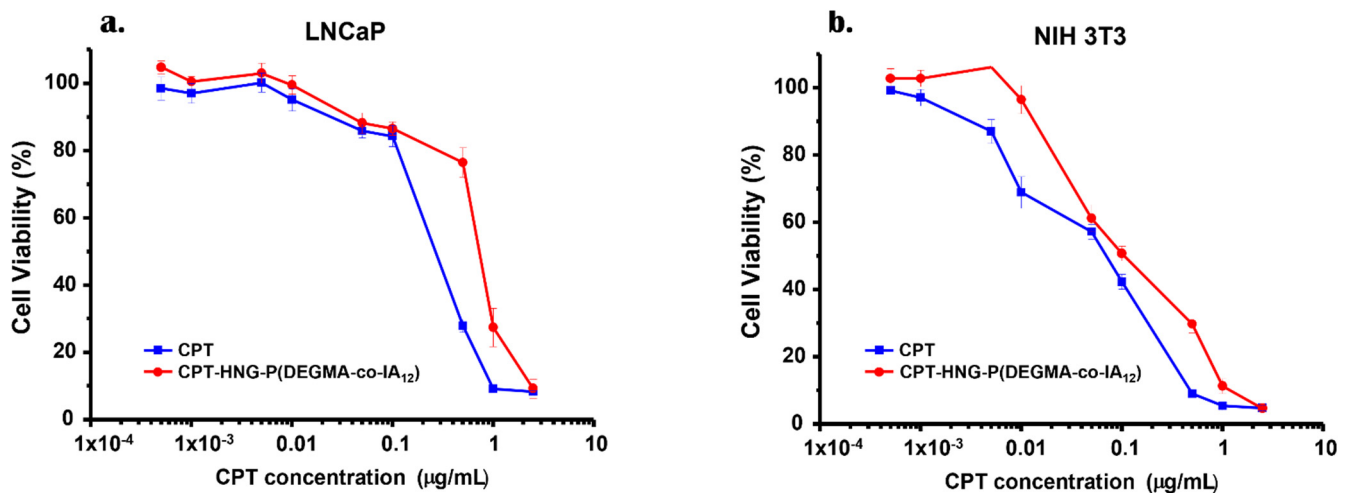 a.
LNCaP
100
80
60
40
20
0
Cell Viability (%)
CPT
CPT-HNG-P(DEGMA-co-IA₁₂)
1x10⁻⁴ 1x10⁻³ 0.01 0.1 1 10
CPT concentration (μg/mL)
b.
NIH 3T3
100
80
60
40
20
0
Cell Viability (%)
CPT
CPT-HNG-P(DEGMA-co-IA₁₂)
1x10⁻⁴ 1x10⁻³ 0.01 0.1 1 10
CPT concentration (μg/mL)